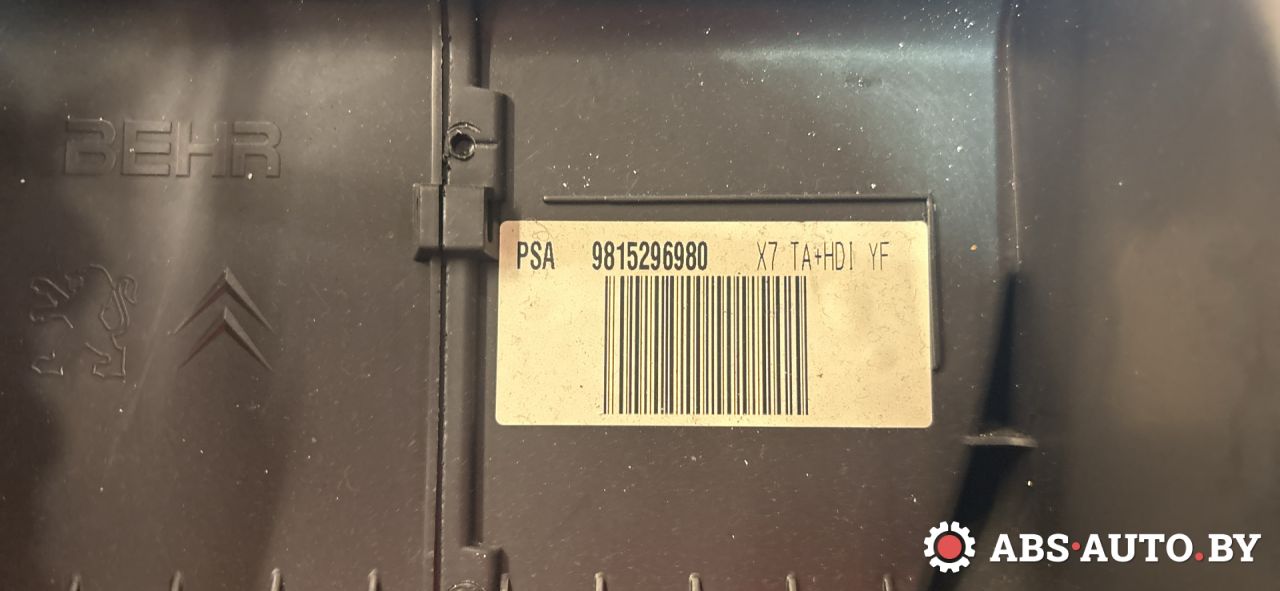 BEHR
PSA 9815296980 X7 TA+HDI YF
ABS·AUTO.BY